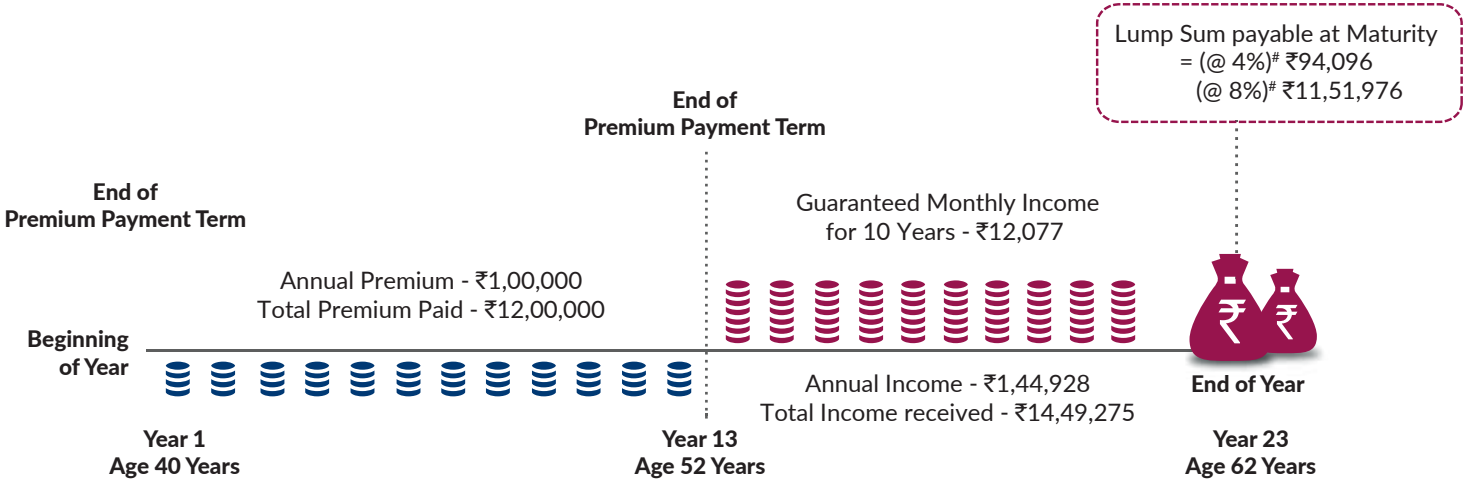 Lump Sum payable at Maturity
= (@ 4%)# ₹94,096
(@ 8%)# ₹11,51,976
End of
Premium Payment Term
End of
Premium Payment Term
Guaranteed Monthly Income
for 10 Years - ₹12,077
Annual Premium - ₹1,00,000
Total Premium Paid - ₹12,00,000
Beginning
of Year
₹
₹
Annual Income - ₹1,44,928
Total Income received - ₹14,49,275
End of Year
Year 1
Age 40 Years
Year 13
Age 52 Years
Year 23
Age 62 Years